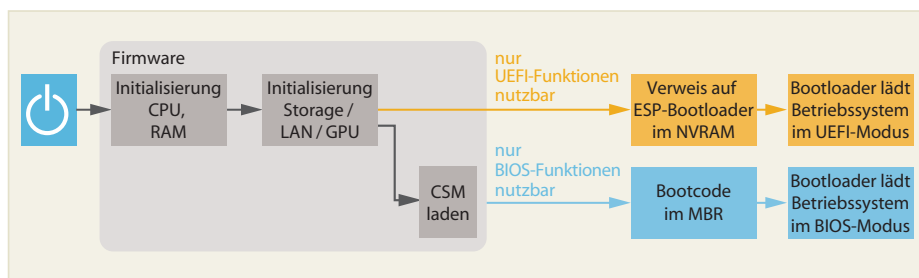 Firmware
Initialisierung
CPU,
RAM
Initialisierung
Storage /
LAN / GPU
CSM
laden
nur
UEFI-Funktionen
nutzbar
Verweis auf
ESP-Bootloader
im NVRAM
Bootloader lädt
Betriebssystem
im UEFI-Modus
nur
BIOS-Funktionen
nutzbar
Bootcode
im MBR
Bootloader lädt
Betriebssystem
im BIOS-Modus